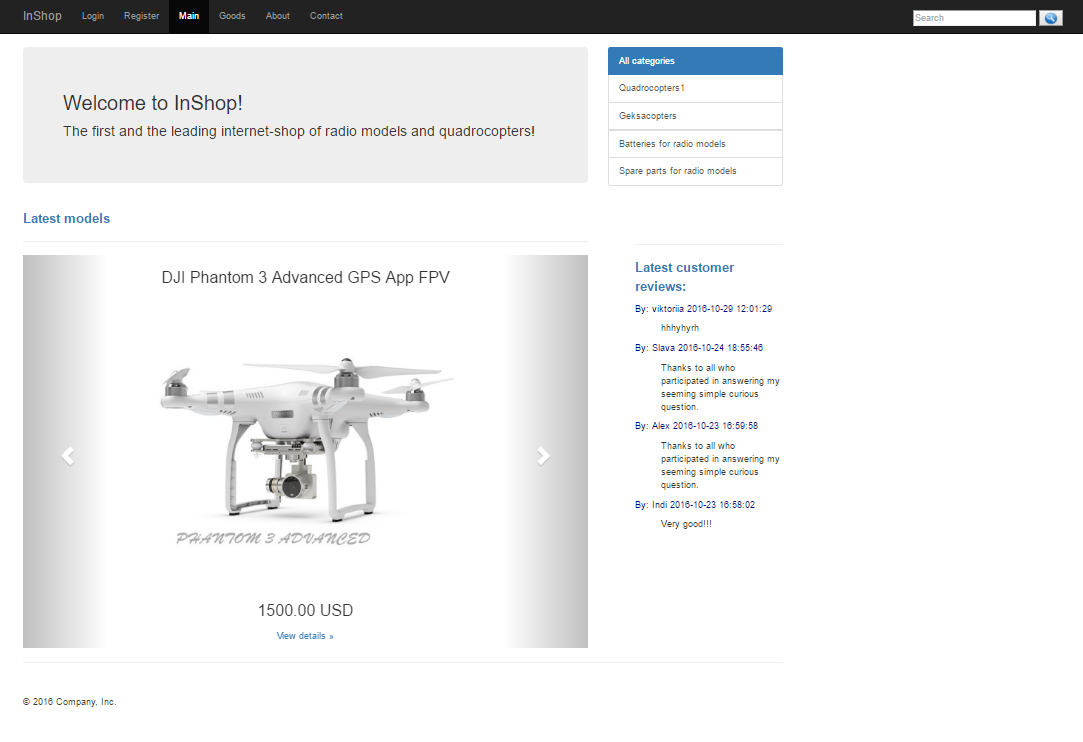 InShop Login Register Main Goods About Contact Search
Welcome to InShop!
The first and the leading internet-shop of radio models and quadrocopters!
All categories
Quadrocopters1
Geksacopters
Batteries for radio models
Spare parts for radio models
Latest models
DJI Phantom 3 Advanced GPS App FPV
PHANTOM 3 ADVANCED
1500.00 USD
View details »
Latest customer
reviews:
By: viktoriia 2016-10-29 12:01:29
hhhyhyrh
By: Slava 2016-10-24 18:55:46
Thanks to all who
participated in answering my
seeming simple curious
question.
By: Alex 2016-10-23 16:59:58
Thanks to all who
participated in answering my
seeming simple curious
question.
By: Indi 2016-10-23 16:58:02
Very good!!!
© 2016 Company, Inc.